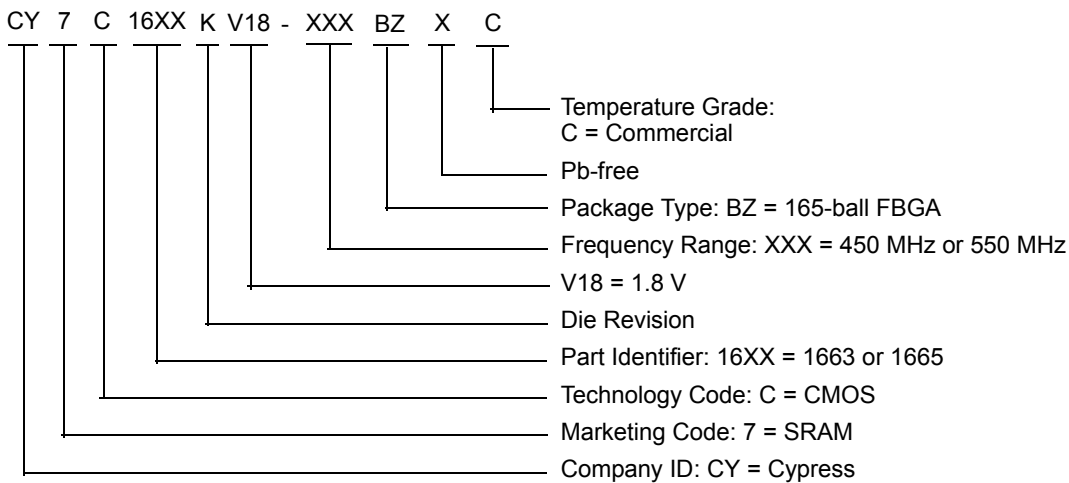 CY 7 C 16XX K V18 - XXX BZ X C
Temperature Grade:
C = Commercial
Pb-free
Package Type: BZ = 165-ball FBGA
Frequency Range: XXX = 450 MHz or 550 MHz
V18 = 1.8 V
Die Revision
Part Identifier: 16XX = 1663 or 1665
Technology Code: C = CMOS
Marketing Code: 7 = SRAM
Company ID: CY = Cypress